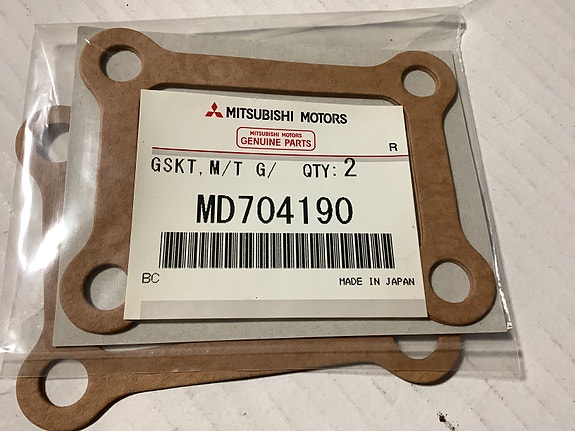 MITSUBISHI MOTORS
MITSUBISHI MOTORS
GENUINE PARTS
R
GSKT,M/T G/ QTY:2
MD704190
BC MADE IN JAPAN